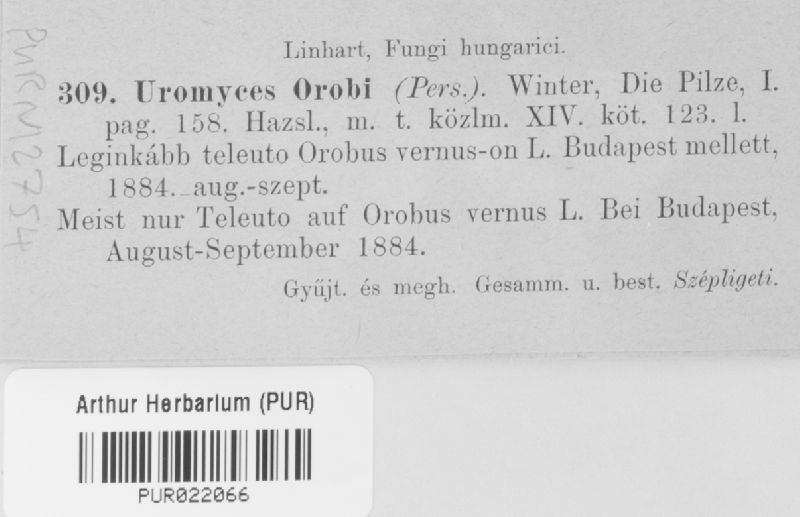 Linhart, Fungi hungarici.
309. Uromyces Orobi (Pers.). Winter, Die Pilze, I.
pag. 158. Hazsl., m. t. közlm. XIV. köt. 123. l.
Leginkább teleuto Orobus vernus-on L. Budapest mellett,
1884. aug.-szept.
Meist nur Teleuto auf Orobus vernus L. Bei Budapest,
August-September 1884.
Gyűjt. és megh. Gesamm. u. best. Szépligeti.
PUR N2754
Arthur Herbarium (PUR)
PUR022066